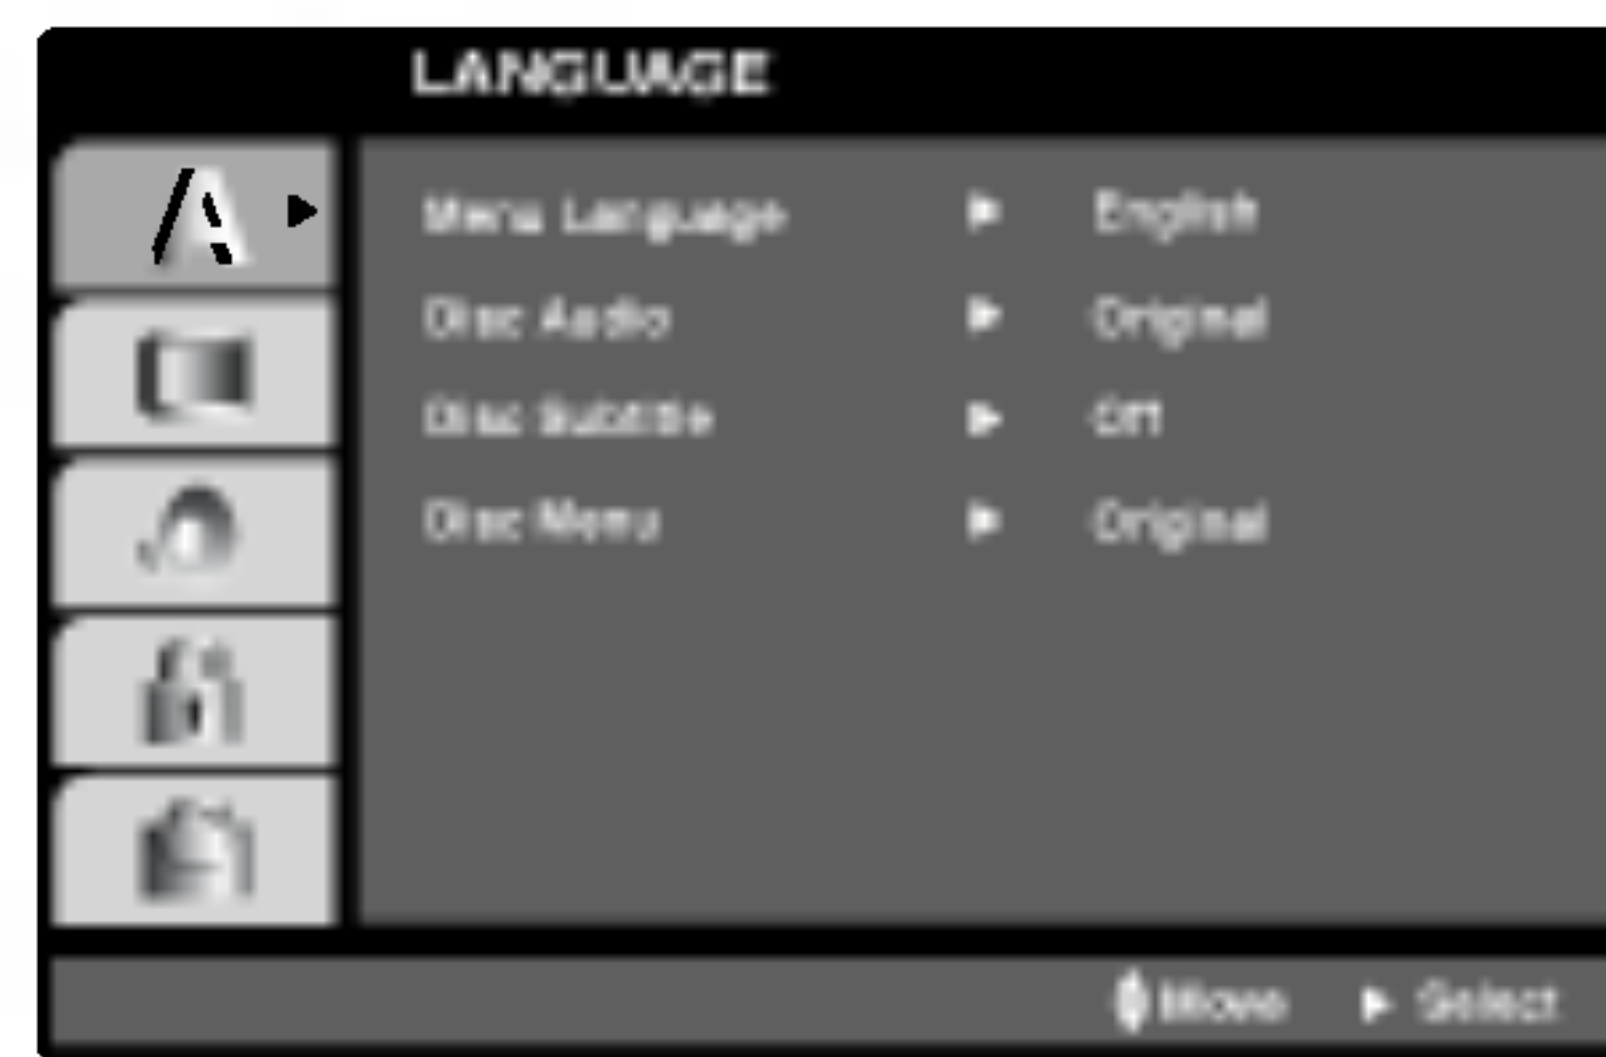 LANGUAGE
Menu Language ► English
Disc Audio ► Original
Disc Subtitle ► Off
Disc Menu ► Original
Move ► Select